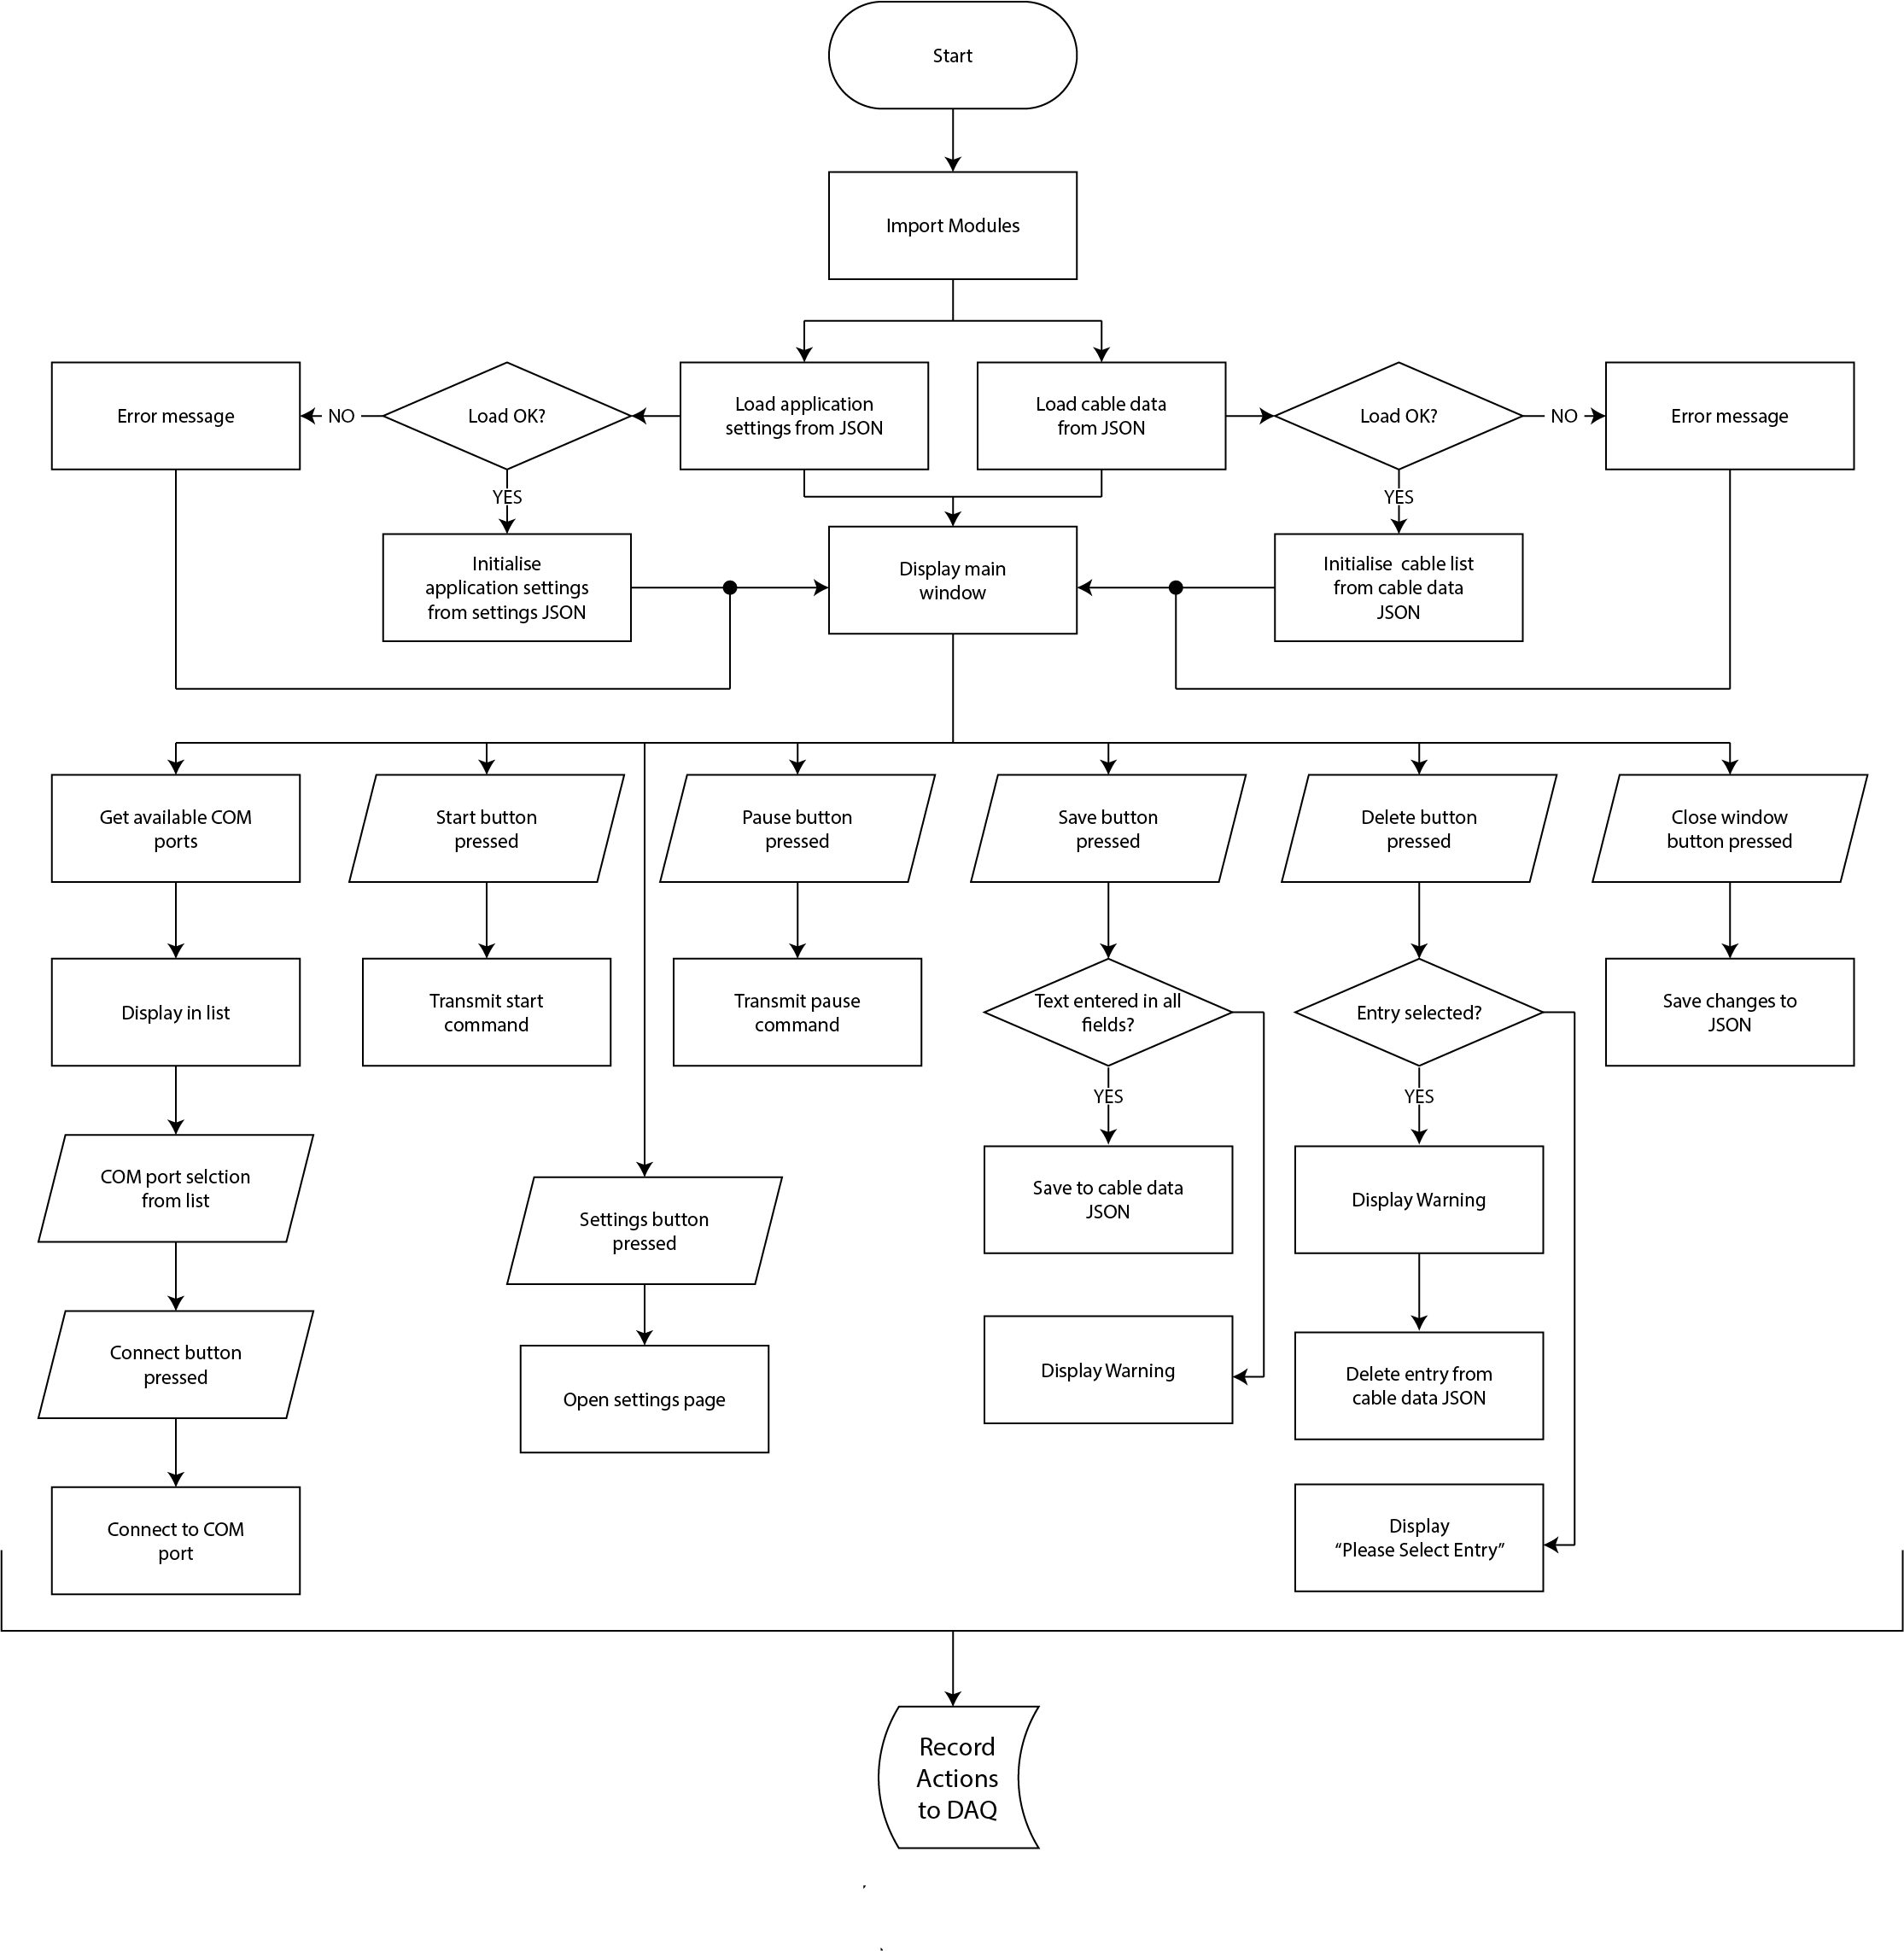 Start
Import Modules
Error message
NO
Load OK?
Load application
settings from JSON
Load cable data
from JSON
Load OK?
NO
Error message
YES
YES
Initialise
application settings
from settings JSON
Display main
window
Initialise  cable list
from cable data
JSON
Get available COM
ports
Start button
pressed
Pause button
pressed
Save button
pressed
Delete button
pressed
Close window
button pressed
Display in list
Transmit start
command
Transmit pause
command
Text entered in all
fields?
Entry selected?
Save changes to
JSON
YES
YES
COM port selction
from list
Settings button
pressed
Save to cable data
JSON
Display Warning
Connect button
pressed
Open settings page
Display Warning
Delete entry from
cable data JSON
Connect to COM
port
Display
“Please Select Entry”
Record
Actions
to DAQ